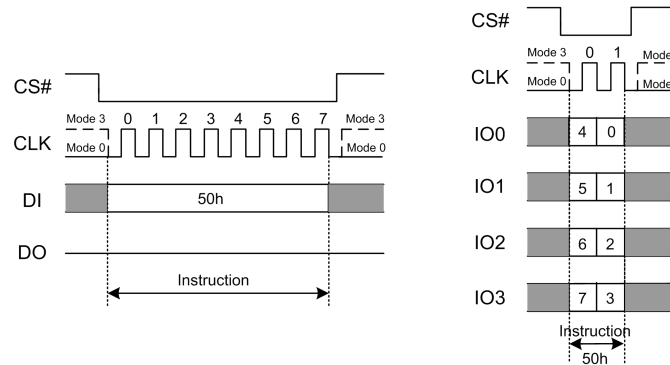 CS#
Mode 3 0 1 2 3 4 5 6 7 Mode 3
CLK
Mode 0 Mode 0
DI 50h
DO
Instruction
CS#
Mode 3 0 1 Mode
CLK
Mode 0 Mode
IO0 4 0
IO1 5 1
IO2 6 2
IO3 7 3
Instruction
50h